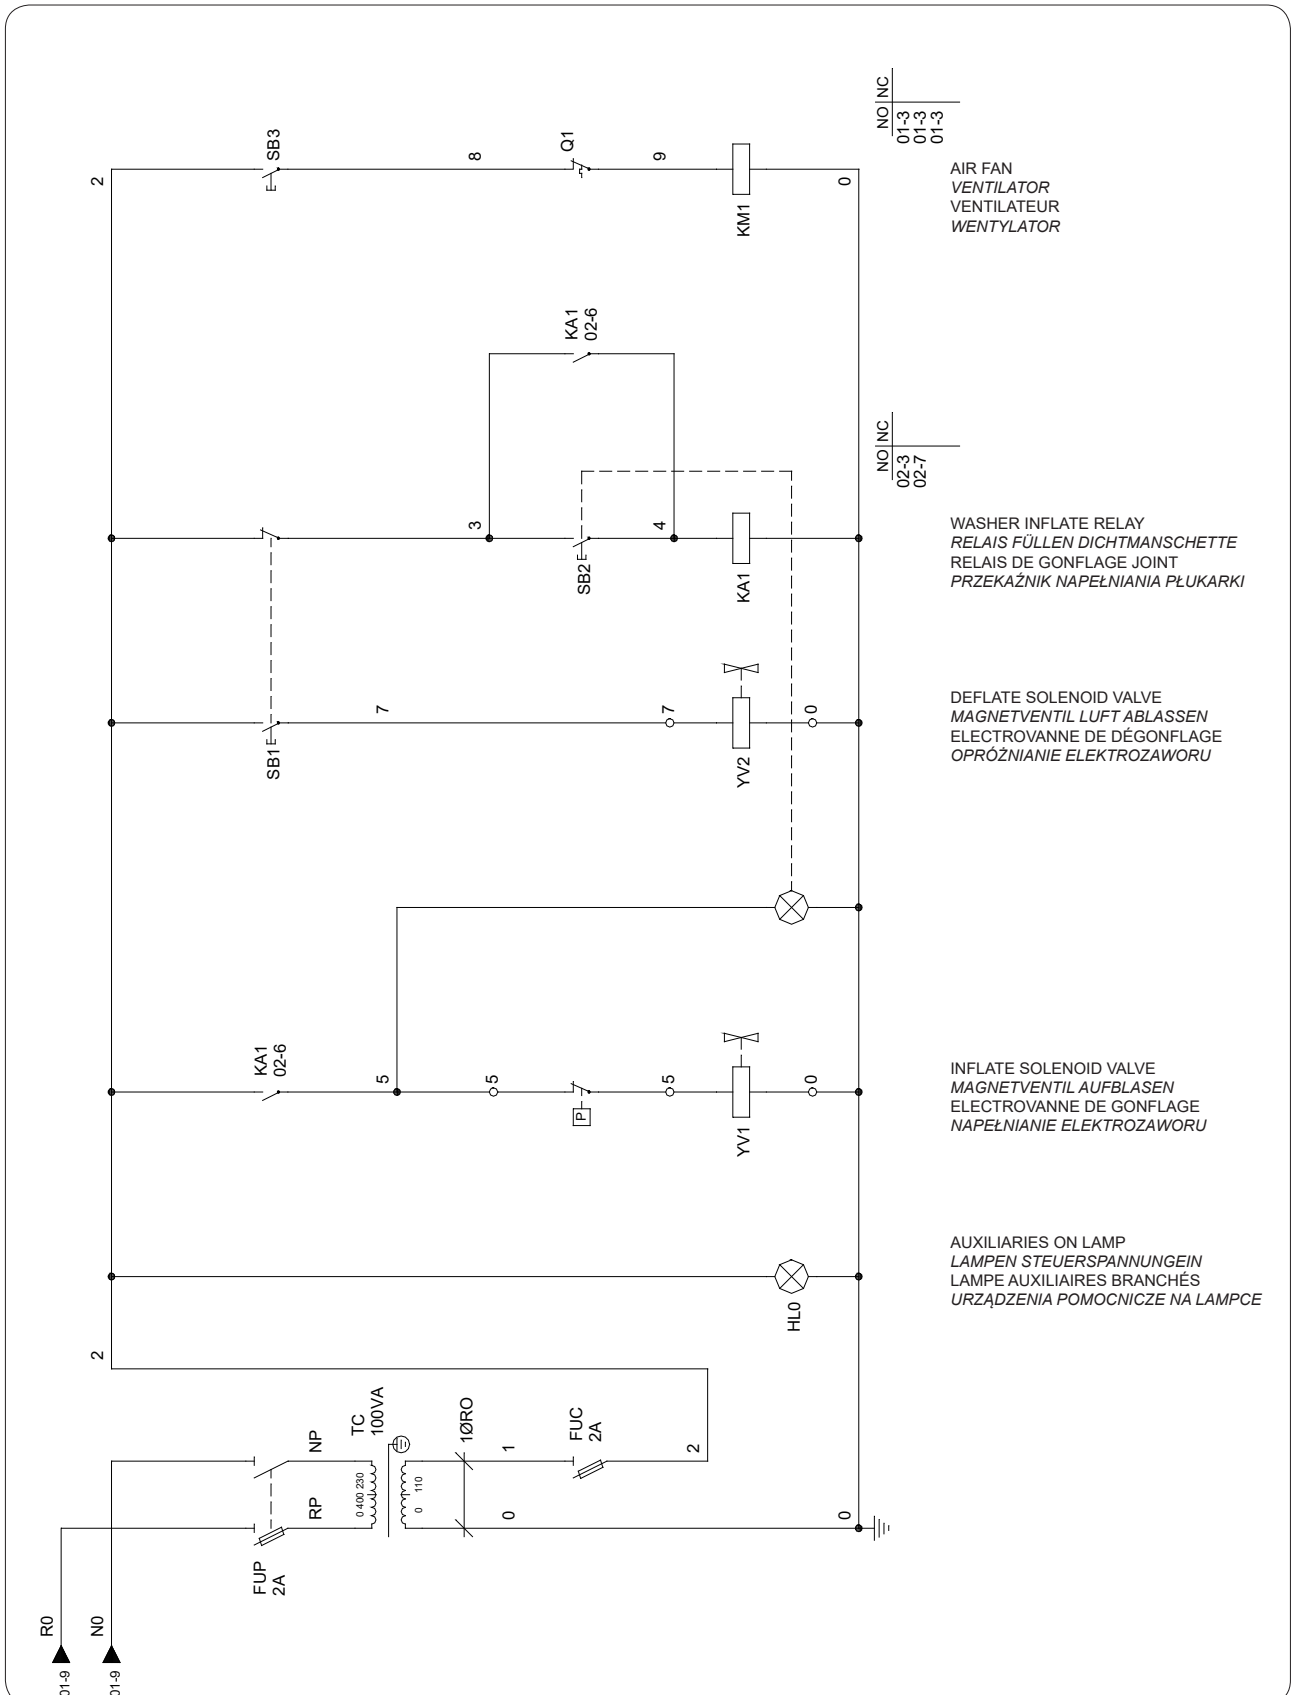 NO NC
01-3
01-3
01-3
SB3
Q1
2
8
9
0
KM1
AIR FAN
VENTILATOR
VENTILATEUR
WENTYLATOR
KA1
02-6
NO NC
02-3
02-7
3
4
SB2
KA1
WASHER INFLATE RELAY
RELAIS FÜLLEN DICHTMANSCHETTE
RELAIS DE GONFLAGE JOINT
PRZEKAŹNIK NAPEŁNIANIA PŁUKARKI
SB1
7
7
0
YV2
DEFLATE SOLENOID VALVE
MAGNETVENTIL LUFT ABLASSEN
ELECTROVANNE DE DÉGONFLAGE
OPRÓŻNIANIE ELEKTROZAWORU
KA1
02-6
5
5
5
0
P
YV1
INFLATE SOLENOID VALVE
MAGNETVENTIL AUFBLASEN
ELECTROVANNE DE GONFLAGE
NAPEŁNIANIE ELEKTROZAWORU
HL0
AUXILIARIES ON LAMP
LAMPEN STEUERSPANNUNGEIN
LAMPE AUXILIAIRES BRANCHÉS
URZĄDZENIA POMOCNICZE NA LAMPCE
2
NP
TC
100VA
1ØRO
1
FUC
2A
2
RP
0 400 230
0 110
0
0
FUP
2A
R0
01-9
N0
01-9